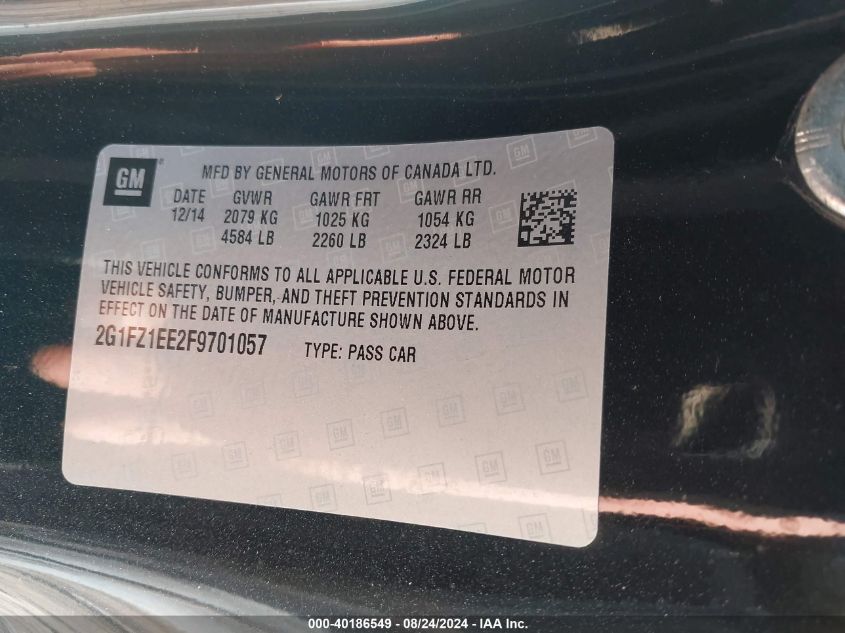 GM
MFD BY GENERAL MOTORS OF CANADA LTD.
DATE GVWR GAWR FRT GAWR RR
12/14 2079 KG 1025 KG 1054 KG
4584 LB 2260 LB 2324 LB
THIS VEHICLE CONFORMS TO ALL APPLICABLE U.S. FEDERAL MOTOR
VEHICLE SAFETY, BUMPER, AND THEFT PREVENTION STANDARDS IN
EFFECT ON THE DATE OF MANUFACTURE SHOWN ABOVE.
2G1FZ1EE2F9701057 TYPE: PASS CAR
000-40186549 - 08/24/2024 - IAA Inc.